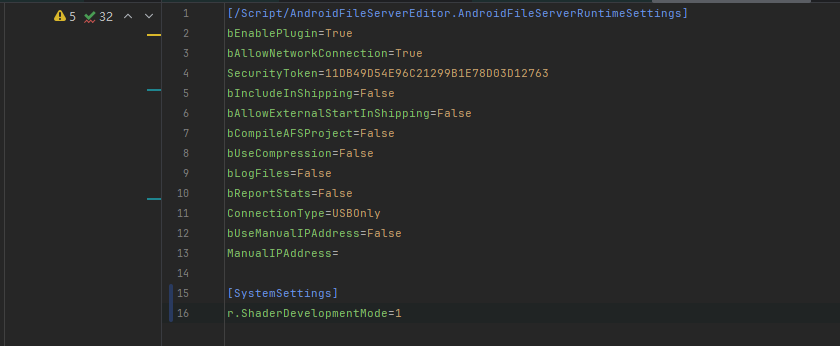 5 32
1 [/Script/AndroidFileServerEditor.AndroidFileServerRuntimeSettings]
2 bEnablePlugin=True
3 bAllowNetworkConnection=True
4 SecurityToken=11DB49D54E96C21299B1E78D03D12763
5 bIncludeInShipping=False
6 bAllowExternalStartInShipping=False
7 bCompileAFSProject=False
8 bUseCompression=False
9 bLogFiles=False
10 bReportStats=False
11 ConnectionType=USBOnly
12 bUseManualIPAddress=False
13 ManualIPAddress=
14
15 [SystemSettings]
16 r.ShaderDevelopmentMode=1